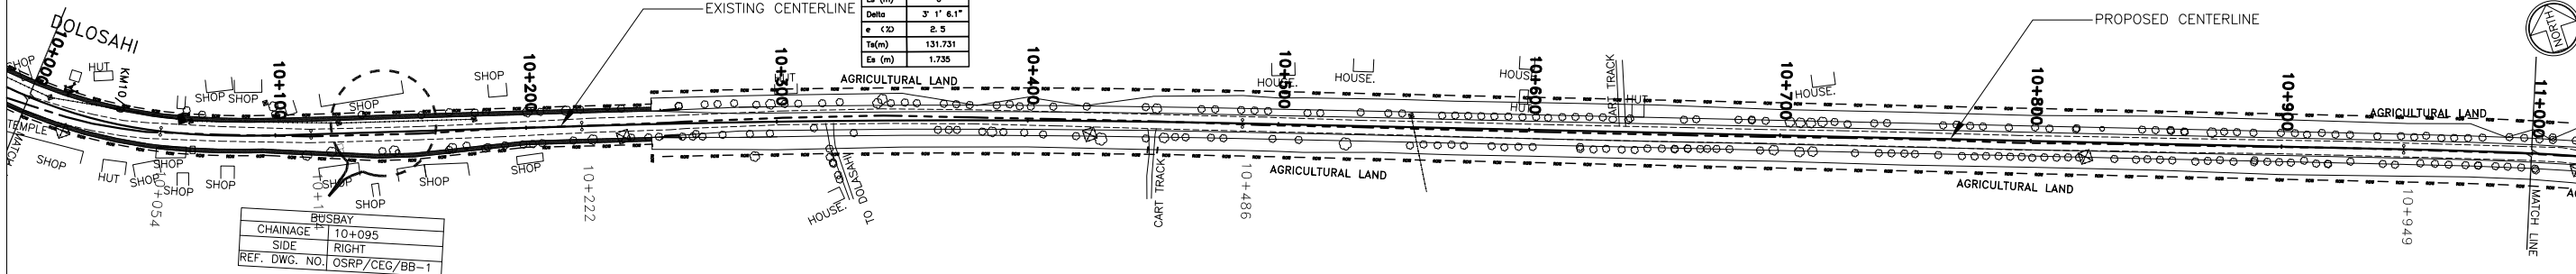 DOLOSAHI
10+000
SHOP
HUT
KM10
TEMPLE
SHOP
HUT
SHOP
SHOP
SHOP
SHOP
10+054
SHOP
SHOP
10+100
SHOP
SHOP
SHOP
SHOP
SHOP
SHOP
10+200
10+222
EXISTING CENTERLINE
Delta 3° 1' 6.1"
e (%) 2.5
Ts(m) 131.731
Es (m) 1.735
BUSBAY
CHAINAGE 10+095
SIDE RIGHT
REF. DWG. NO. OSRP/CEG/BB-1
HUT
10+300
AGRICULTURAL LAND
HOUSE.
TO DOLASAHI
10+400
CART TRACK
10+486
HOUSE.
10+500
HOUSE.
AGRICULTURAL LAND
HOUSE.
10+600
HUT
CART TRACK
HUT
10+700
HOUSE.
10+800
PROPOSED CENTERLINE
AGRICULTURAL LAND
10+900
AGRICULTURAL LAND
10+949
11+000
MATCH LINE
NORTH